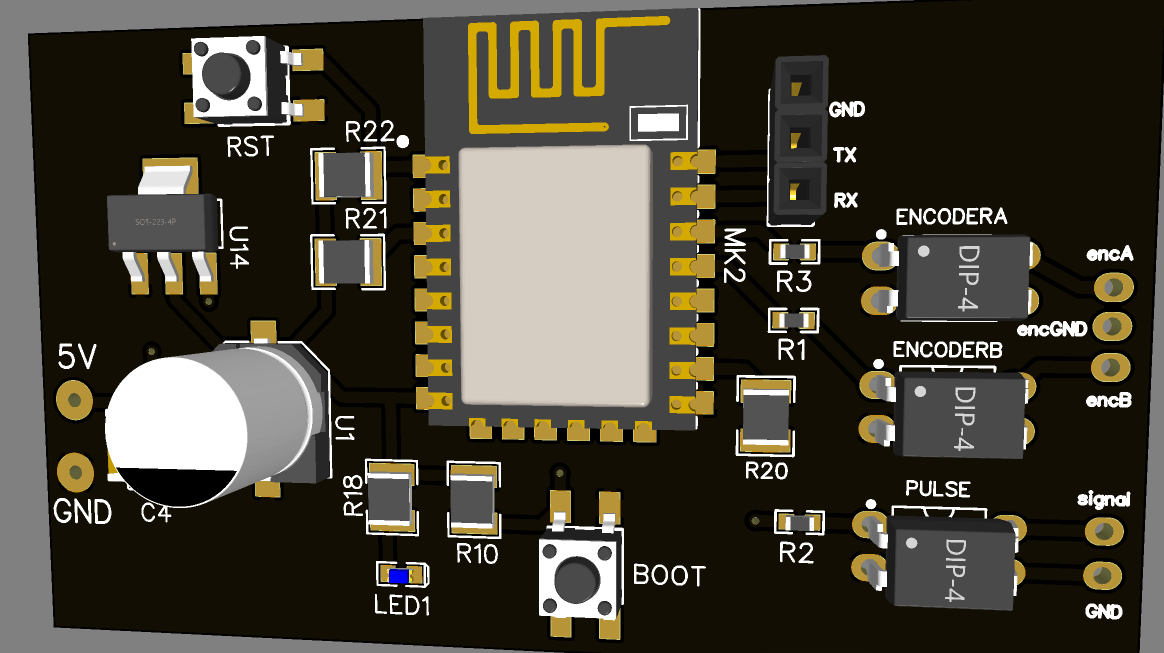 RST
R22
GND
TX
RX
R21
SOT-223-4P
U14
MK2
ENCODERA
DIP-4
encA
R3
encGND
R1
ENCODERB
DIP-4
encB
5V
U1
GND
C4
R18
R10
R20
PULSE
DIP-4
signal
R2
BOOT
LED1
GND